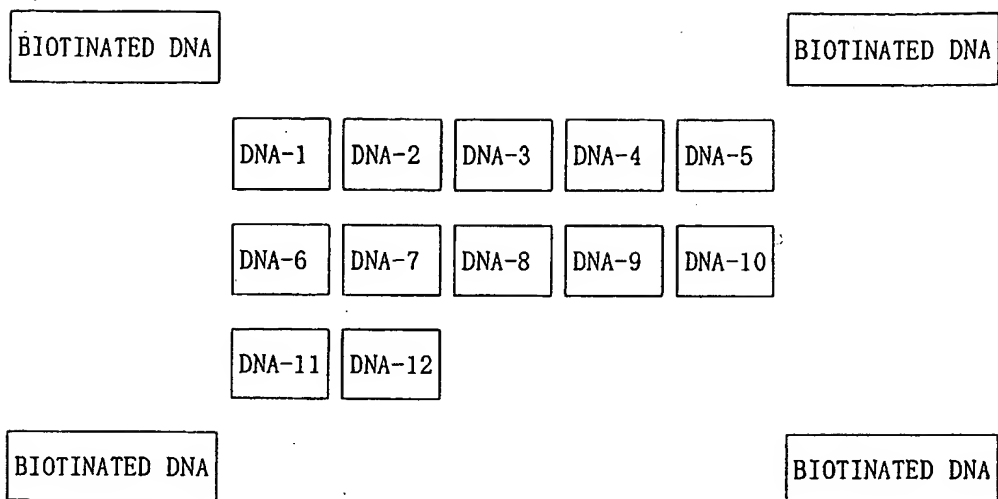 BIOTINATED DNA BIOTINATED DNA
DNA-1 DNA-2 DNA-3 DNA-4 DNA-5
DNA-6 DNA-7 DNA-8 DNA-9 DNA-10
DNA-11 DNA-12
BIOTINATED DNA BIOTINATED DNA